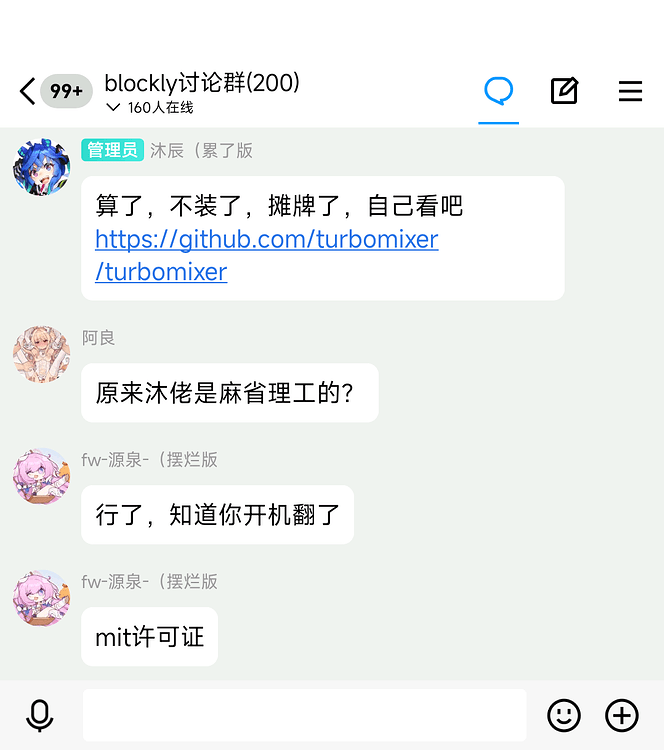 99+
blockly讨论群(200)
160人在线
管理员 沐辰（累了版
算了，不装了，摊牌了，自己看吧
https://github.com/turbomixer
/turbomixer
阿良
原来沐佬是麻省理工的？
fw-源泉-（摆烂版
行了，知道你开机翻了
fw-源泉-（摆烂版
mit许可证